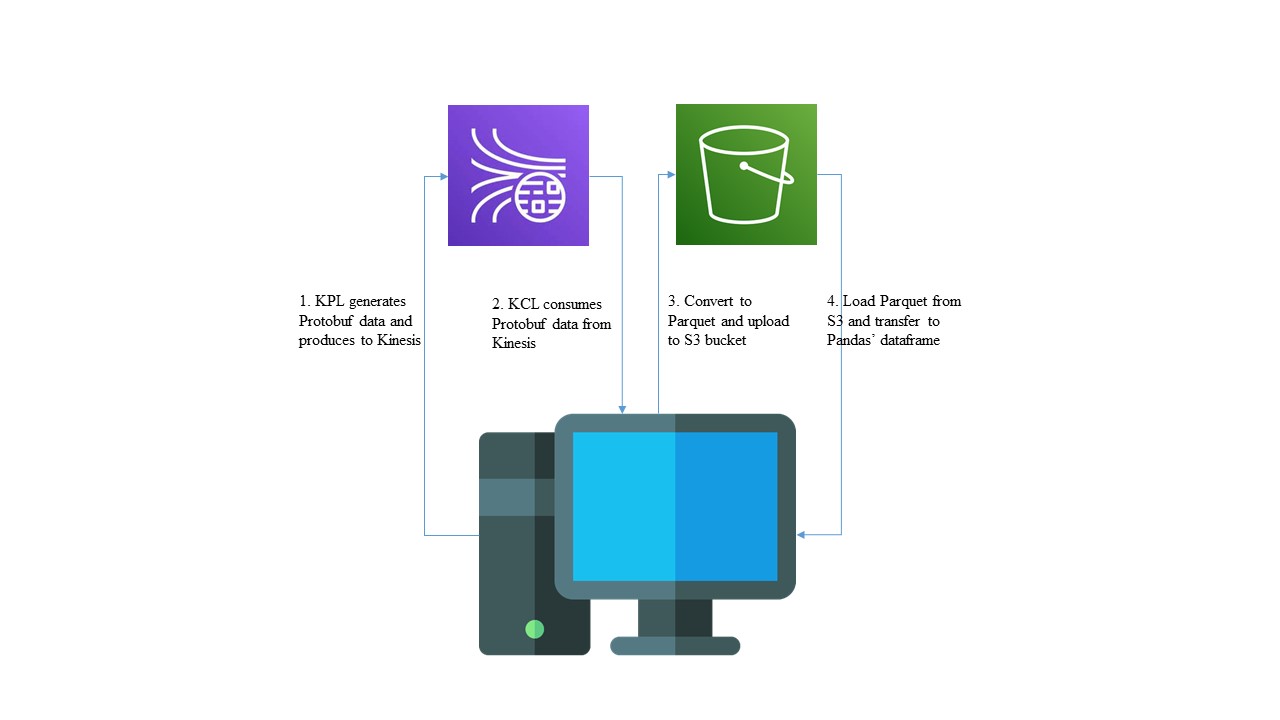 1. KPL generates
Protobuf data and
produces to Kinesis
2. KCL consumes
Protobuf data from
Kinesis
3. Convert to
Parquet and upload
to S3 bucket
4. Load Parquet from
S3 and transfer to
Pandas’ dataframe